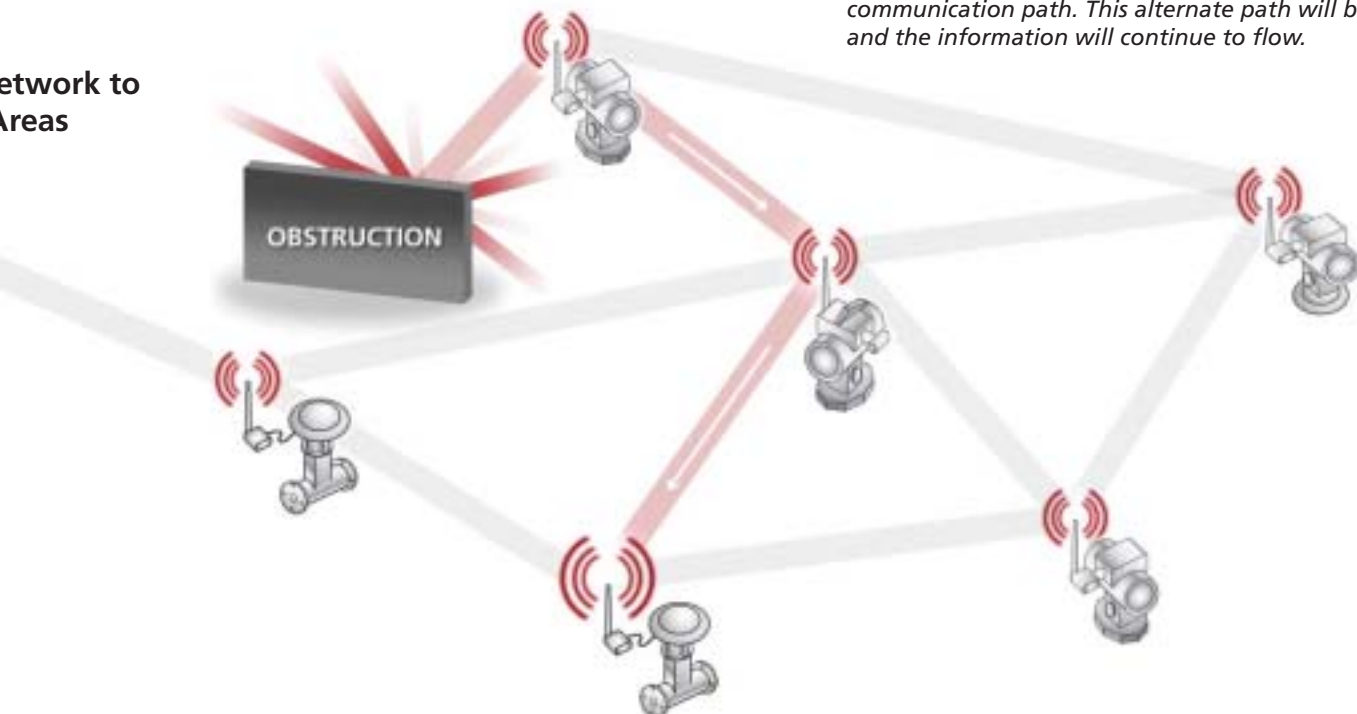 communication path. This alternate path will b
and the information will continue to flow.
etwork to
Areas
OBSTRUCTION